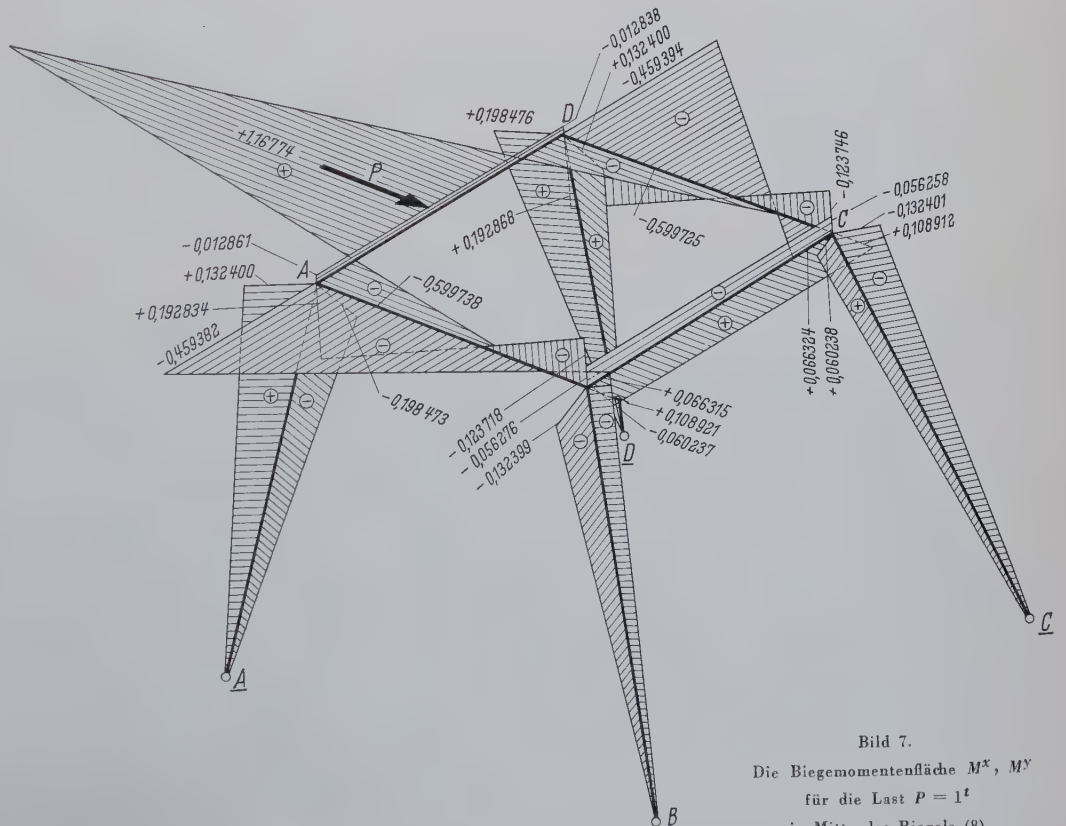 -0,012838
+0,132400
-0,459394
D
+0,198476
+1,16774
+
P
-
+
-
-0,123746
-0,056258
-0,132401
+0,108912
C
-0,599725
+0,192868
+
-0,012861
+0,132400
A
+0,192834
-0,459382
-0,599738
-0,198473
+0,066324
+0,060238
-0,123718
-0,056276
-0,132399
+0,066315
+0,108921
-0,060237
D
A
B
C
Bild 7.
Die Biegemomentenfläche Mˣ, Mʸ
für die Last P = 1ᵗ